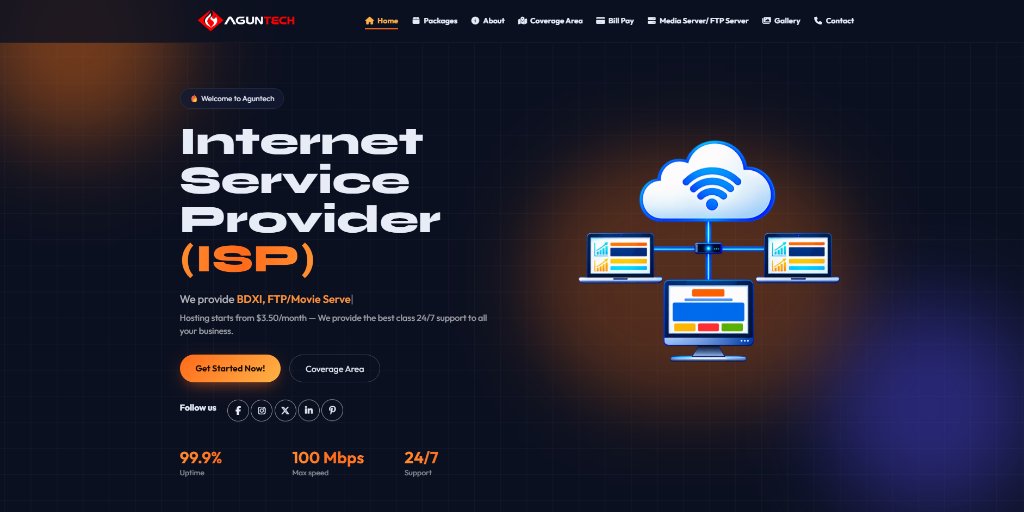 AGUNTECH
Home Packages About Coverage Area Bill Pay Media Server/ FTP Server Gallery Contact
Welcome to Aguntech
Internet
Service
Provider
(ISP)
We provide BDXI, FTP/Movie Serve|
Hosting starts from $3.50/month — We provide the best class 24/7 support to all
your business.
Get Started Now! Coverage Area
Follow us
99.9% 100 Mbps 24/7
Uptime Max speed Support